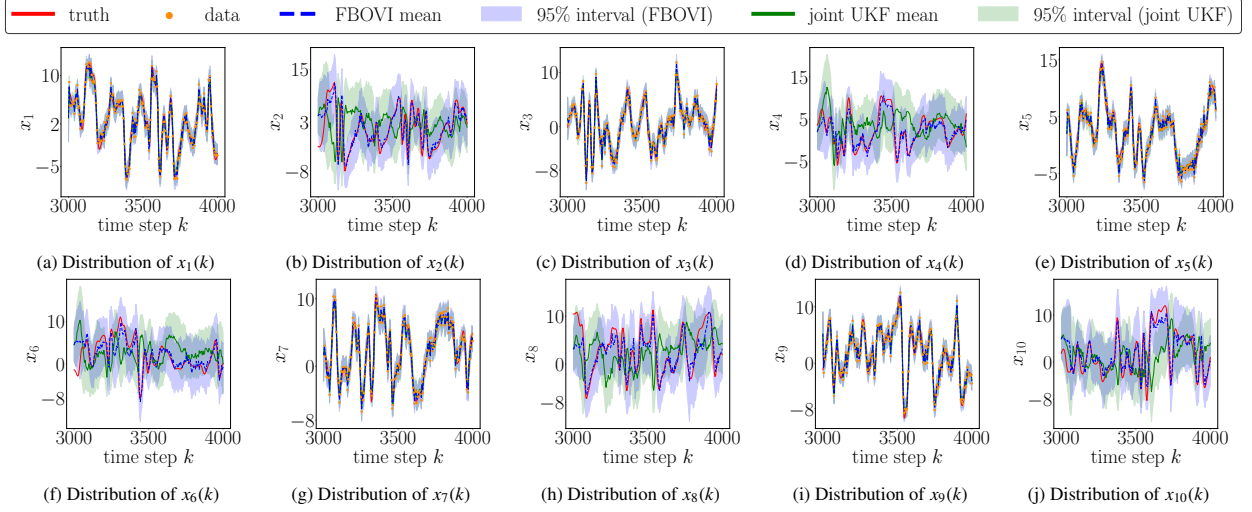 truth data FBOVI mean 95% interval (FBOVI) joint UKF mean 95% interval (joint UKF)
10
2
−5
x1
3000 3500 4000
time step k
15
3
−8
x2
3000 3500 4000
time step k
10
0
−8
x3
3000 3500 4000
time step k
15
5
−5
x4
3000 3500 4000
time step k
15
5
−5
x5
3000 3500 4000
time step k
(a) Distribution of x1(k) (b) Distribution of x2(k) (c) Distribution of x3(k) (d) Distribution of x4(k) (e) Distribution of x5(k)
10
0
−8
x6
3000 3500 4000
time step k
10
0
−8
x7
3000 3500 4000
time step k
10
0
−8
x8
3000 3500 4000
time step k
10
0
−8
x9
3000 3500 4000
time step k
10
0
−8
x10
3000 3500 4000
time step k
(f) Distribution of x6(k) (g) Distribution of x7(k) (h) Distribution of x8(k) (i) Distribution of x9(k) (j) Distribution of x10(k)